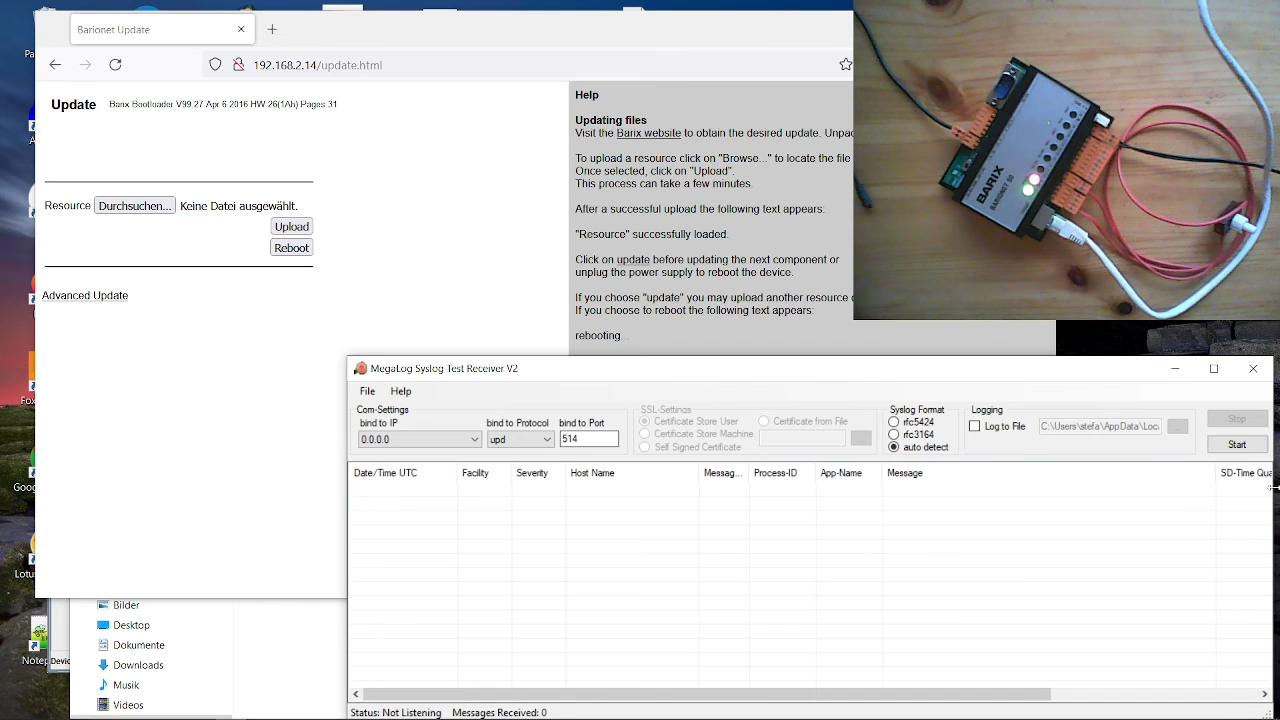 Barionet Update
192.168.2.14/update.html
Update Barix Bootloader V99.27 Apr 6 2016 HW 26(1Ah) Pages 31
Resource Durchsuchen... Keine Datei ausgewählt.
Upload
Reboot
Advanced Update
Help
Updating files
Visit the Barix website to obtain the desired update. Unpac
To upload a resource click on "Browse..." to locate the file
Once selected, click on "Upload".
This process can take a few minutes.
After a successful upload the following text appears:
"Resource" successfully loaded.
Click on update before updating the next component or
unplug the power supply to reboot the device.
If you choose "update" you may upload another resource
If you choose to reboot the following text appears:
rebooting...
BARIX
BARIONET 50
MegaLog Syslog Test Receiver V2
File Help
Com-Settings
bind to IP bind to Protocol bind to Port
0.0.0.0 upd 514
SSL-Settings
Certificate Store User Certificate from File
Certificate Store Machine ...
Self Signed Certificate
Syslog Format
rfc5424
rfc3164
auto detect
Logging
Log to File C:\Users\stefa\AppData\Loc ...
Stop
Start
Date/Time UTC Facility Severity Host Name Messag... Process-ID App-Name Message SD-Time Qua
Status: Not Listening Messages Received: 0
Bilder
Desktop
Dokumente
Downloads
Musik
Videos
Pa
A
Fox
Goog
Lotus
Notep
Devic